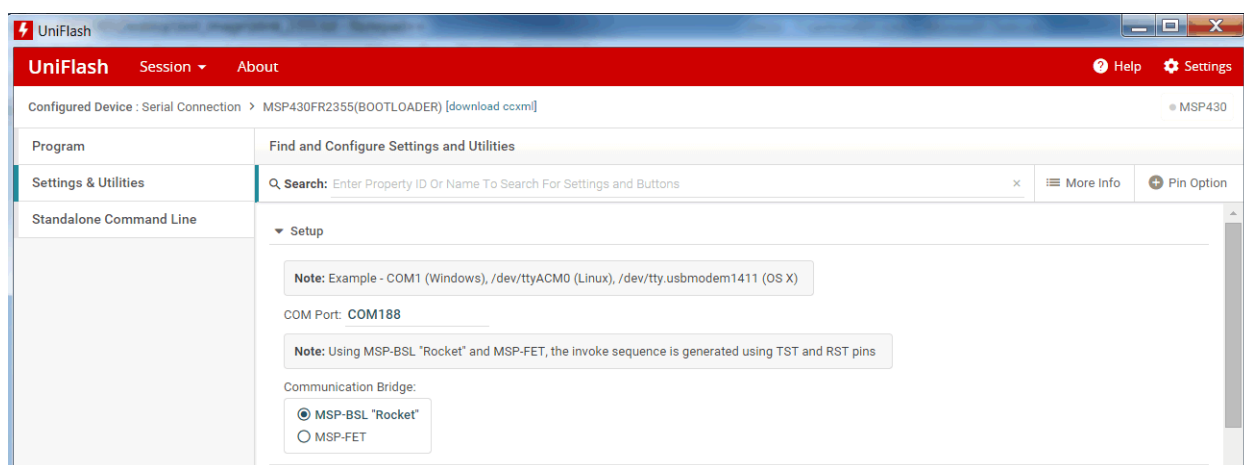 UniFlash
UniFlash Session About Help Settings
Configured Device : Serial Connection > MSP430FR2355(BOOTLOADER) [download ccxml] MSP430
Program
Settings & Utilities
Standalone Command Line
Find and Configure Settings and Utilities
Search: Enter Property ID Or Name To Search For Settings and Buttons × More Info Pin Option
Setup
Note: Example - COM1 (Windows), /dev/ttyACM0 (Linux), /dev/tty.usbmodem1411 (OS X)
COM Port: COM188
Note: Using MSP-BSL "Rocket" and MSP-FET, the invoke sequence is generated using TST and RST pins
Communication Bridge:
MSP-BSL "Rocket"
MSP-FET